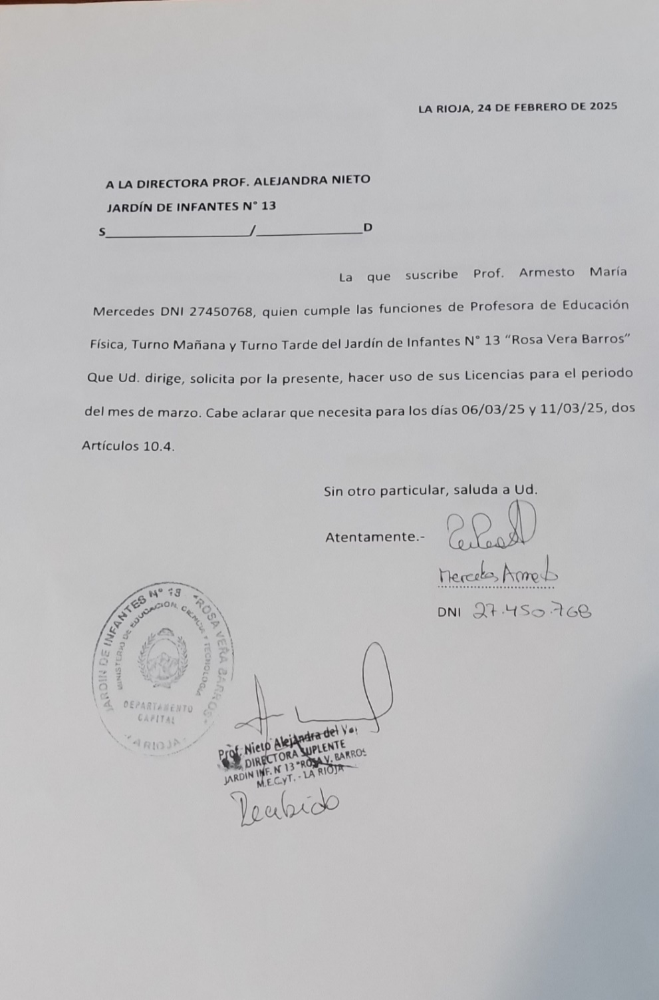 LA RIOJA, 24 DE FEBRERO DE 2025
A LA DIRECTORA PROF. ALEJANDRA NIETO
JARDÍN DE INFANTES N° 13
S____________________/_______________D
La que suscribe Prof. Armesto María
Mercedes DNI 27450768, quien cumple las funciones de Profesora de Educación
Física, Turno Mañana y Turno Tarde del Jardín de Infantes N° 13 “Rosa Vera Barros”
Que Ud. dirige, solicita por la presente, hacer uso de sus Licencias para el periodo
del mes de marzo. Cabe aclarar que necesita para los días 06/03/25 y 11/03/25, dos
Artículos 10.4.
Sin otro particular, saluda a Ud.
Atentamente.-
Mercedes Armesto
DNI 27.450.768
JARDIN DE INFANTES N° 13 "ROSA VERA BARROS"
MINISTERIO DE EDUCACION, CIENCIA Y TECNOLOGIA
DEPARTAMENTO
CAPITAL
LA RIOJA
Prof. Nieto Alejandra del
DIRECTORA SUPLENTE
JARDIN INF. N° 13 "ROSA V. BARROS
M.E.C.yT. - LA RIOJA
Recibido